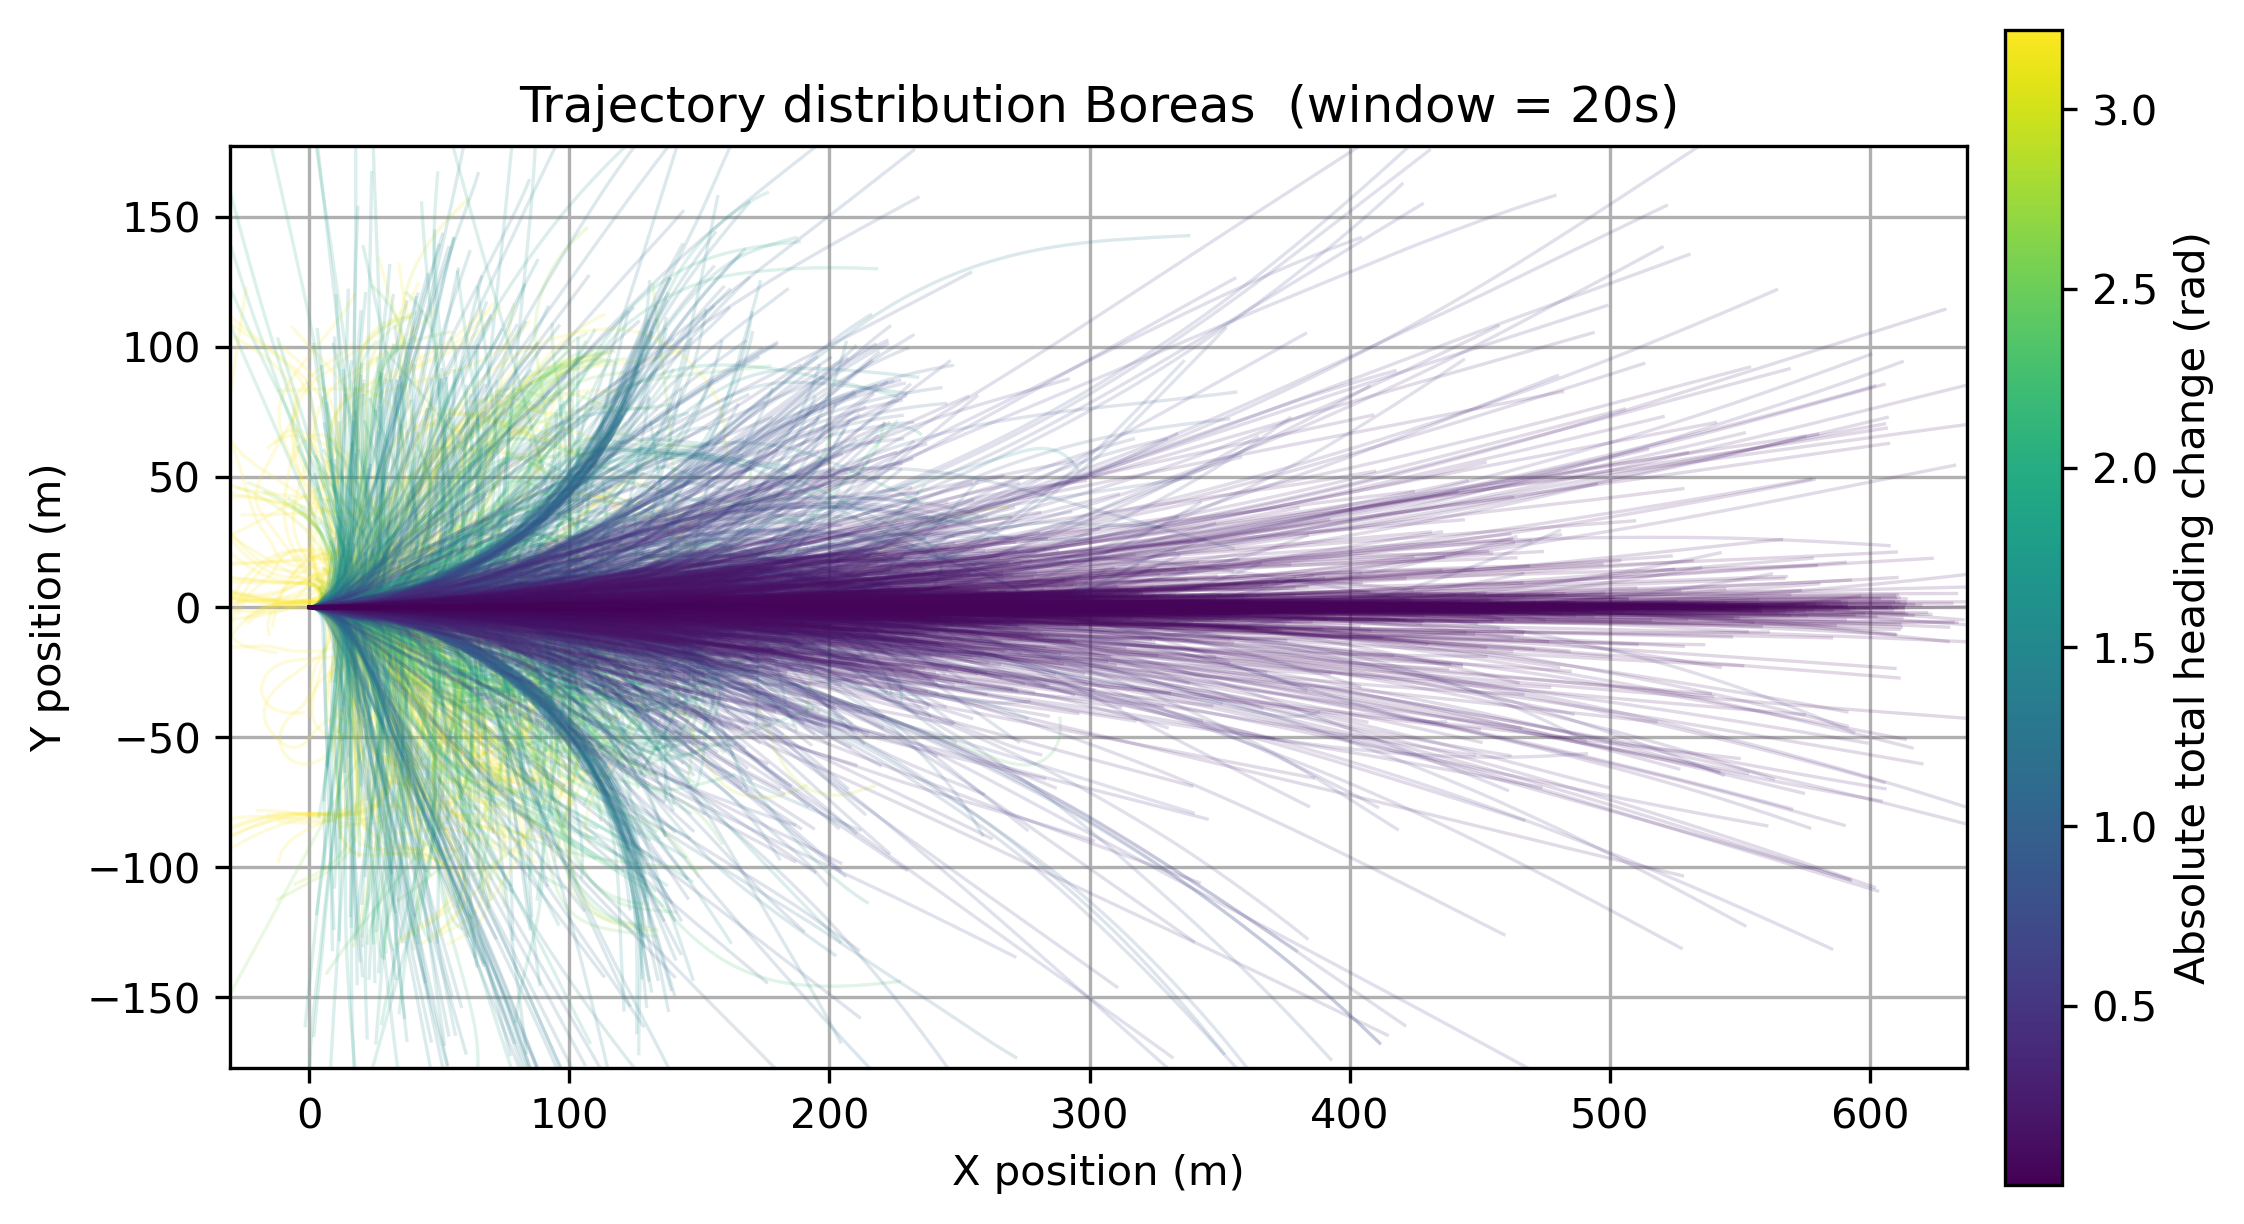 Trajectory distribution Boreas  (window = 20s)
150
100
50
0
−50
−100
−150
Y position (m)
0 100 200 300 400 500 600
X position (m)
3.0
2.5
2.0
1.5
1.0
0.5
Absolute total heading change (rad)